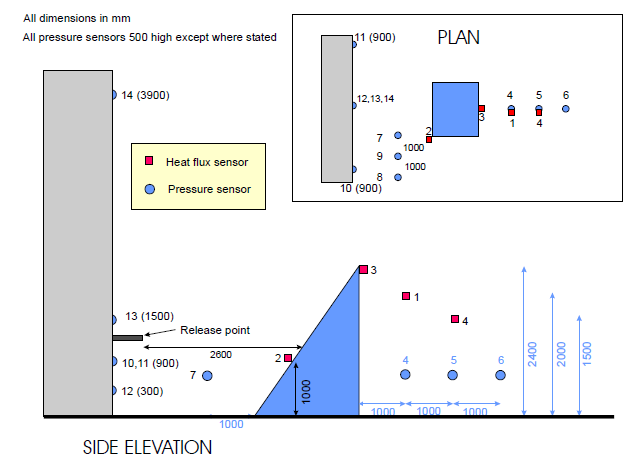 All dimensions in mm
All pressure sensors 500 high except where stated
PLAN
11 (900)
12,13,14
4 5 6
3
1 4
2
7
1000
9
1000
8
10 (900)
14 (3900)
Heat flux sensor
Pressure sensor
3
1
13 (1500)
4
Release point
2600
2
10,11 (900)
7
4 5 6
12 (300)
1000
2400
2000
1500
1000 1000 1000
1000
SIDE ELEVATION